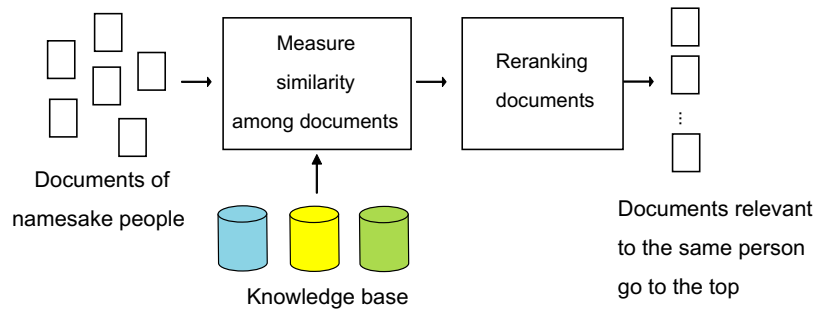 Measure
similarity
among documents
Reranking
documents
...
Documents of
namesake people
Knowledge base
Documents relevant
to the same person
go to the top